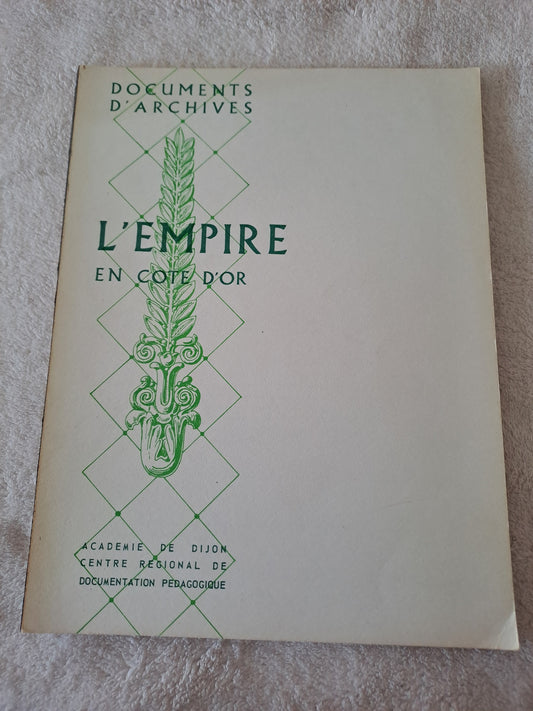 DOCUMENTS
D'ARCHIVES
L'EMPIRE
EN COTE D'OR
ACADEMIE DE DIJON
CENTRE REGIONAL DE
DOCUMENTATION PEDAGOGIQUE